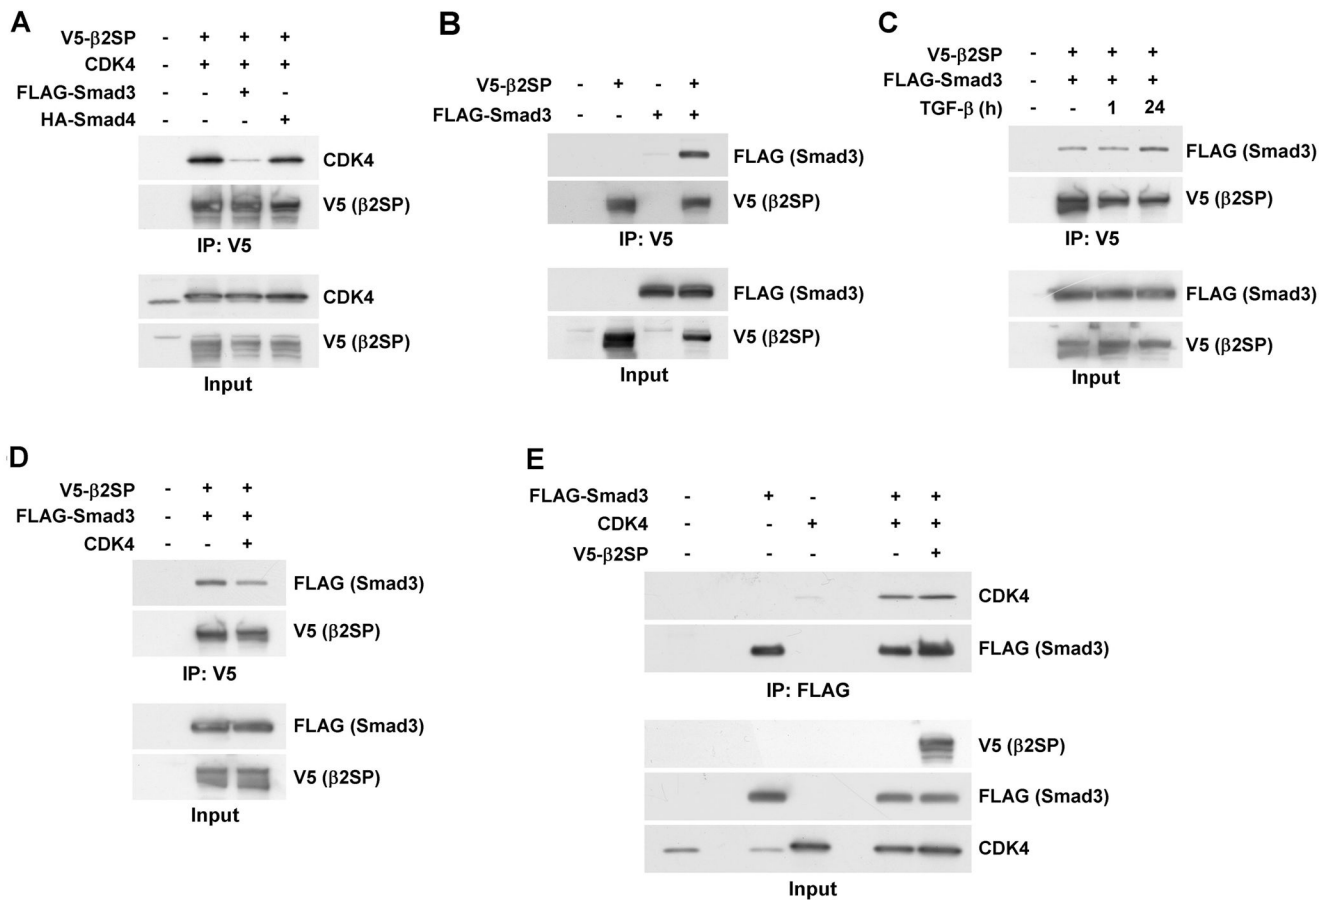 A
V5-β2SP - + + +
CDK4 - + + +
FLAG-Smad3 - - + -
HA-Smad4 - - - +
CDK4
V5 (β2SP)
IP: V5
CDK4
V5 (β2SP)
Input
B
V5-β2SP - + - +
FLAG-Smad3 - - + +
FLAG (Smad3)
V5 (β2SP)
IP: V5
FLAG (Smad3)
V5 (β2SP)
Input
C
V5-β2SP - + + +
FLAG-Smad3 - + + +
TGF-β (h) - - 1 24
FLAG (Smad3)
V5 (β2SP)
IP: V5
FLAG (Smad3)
V5 (β2SP)
Input
D
V5-β2SP - + +
FLAG-Smad3 - + +
CDK4 - - +
FLAG (Smad3)
V5 (β2SP)
IP: V5
FLAG (Smad3)
V5 (β2SP)
Input
E
FLAG-Smad3 - + - + +
CDK4 - - + + +
V5-β2SP - - - - +
CDK4
FLAG (Smad3)
IP: FLAG
V5 (β2SP)
FLAG (Smad3)
CDK4
Input